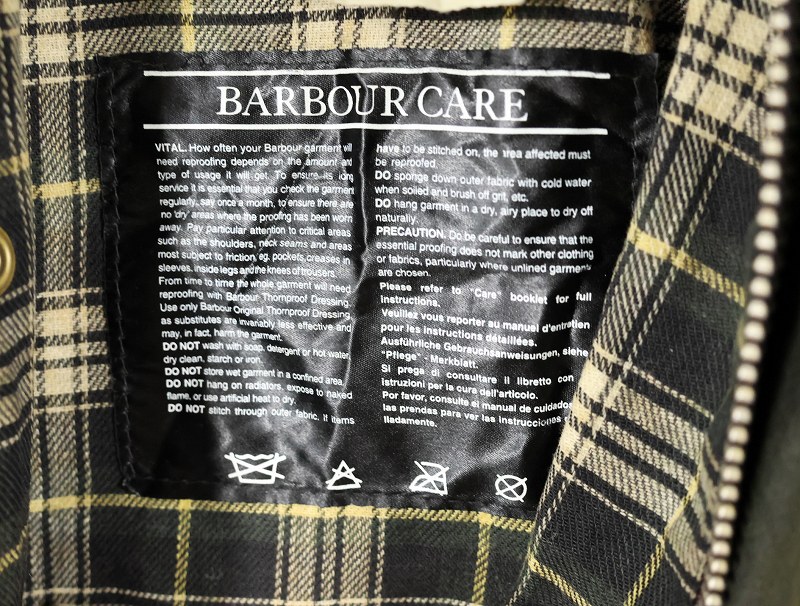 BARBOUR CARE
VITAL. How often your Barbour garment will
need reproofing depends on the amount and
type of usage it will get. To ensure its long
service it is essential that you check the garment
regularly, say once a month, to ensure there are
no 'dry' areas where the proofing has been worn
away. Pay particular attention to critical areas
such as the shoulders, neck seams and areas
most subject to friction, eg. pockets, creases in
sleeves, inside legs and the knees of trousers.
From time to time the whole garment will need
reproofing with Barbour Thornproof Dressing.
Use only Barbour Original Thornproof Dressing
as substitutes are invariably less effective and
may, in fact, harm the garment.
DO NOT wash with soap, detergent or hot water,
dry clean, starch or iron.
DO NOT store wet garment in a confined area.
DO NOT hang on radiators, expose to naked
flame, or use artificial heat to dry.
DO NOT stitch through outer fabric. If items
have to be stitched on, the area affected must
be reproofed.
DO sponge down outer fabric with cold water
when soiled and brush off grit, etc.
DO hang garment in a dry, airy place to dry off
naturally.
PRECAUTION. Do be careful to ensure that the
essential proofing does not mark other clothing
or fabrics, particularly where unlined garments
are chosen.
Please refer to "Care" booklet for full
instructions.
Veuillez vous reporter au manuel d'entretien
pour les instructions détaillées.
Ausführliche Gebrauchsanweisungen, siehe
"Pflege" - Merkblatt.
Si prega di consultare il libretto con
istruzioni per la cura dell'articolo.
Por favor, consulte el manual de cuidados
las prendas para ver las instrucciones
lladamente.